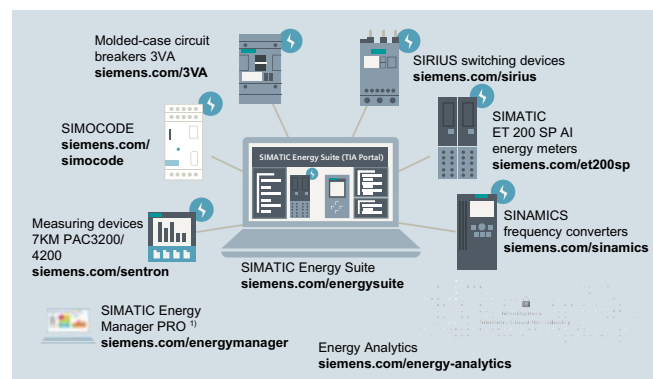 Molded-case circuit
breakers 3VA
siemens.com/3VA
SIRIUS switching devices
siemens.com/sirius
SIMOCODE
siemens.com/
simocode
SIMATIC
ET 200 SP AI
energy meters
siemens.com/et200sp
SIMATIC Energy Suite (TIA Portal)
Measuring devices
7KM PAC3200/
4200
siemens.com/sentron
SINAMICS
frequency converters
siemens.com/sinamics
SIMATIC Energy Suite
siemens.com/energysuite
SIMATIC Energy
Manager PRO 1)
siemens.com/energymanager
Energy Analytics
siemens.com/energy-analytics